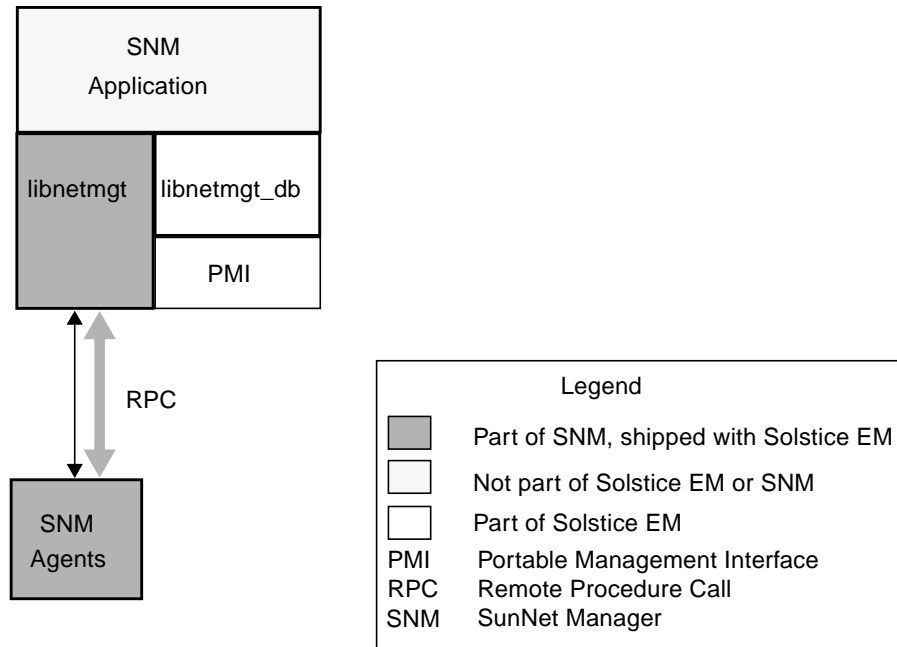 SNM
Application
libnetmgt
libnetmgt_db
PMI
RPC
SNM
Agents
Legend
Part of SNM, shipped with Solstice EM
Not part of Solstice EM or SNM
Part of Solstice EM
PMI Portable Management Interface
RPC Remote Procedure Call
SNM SunNet Manager